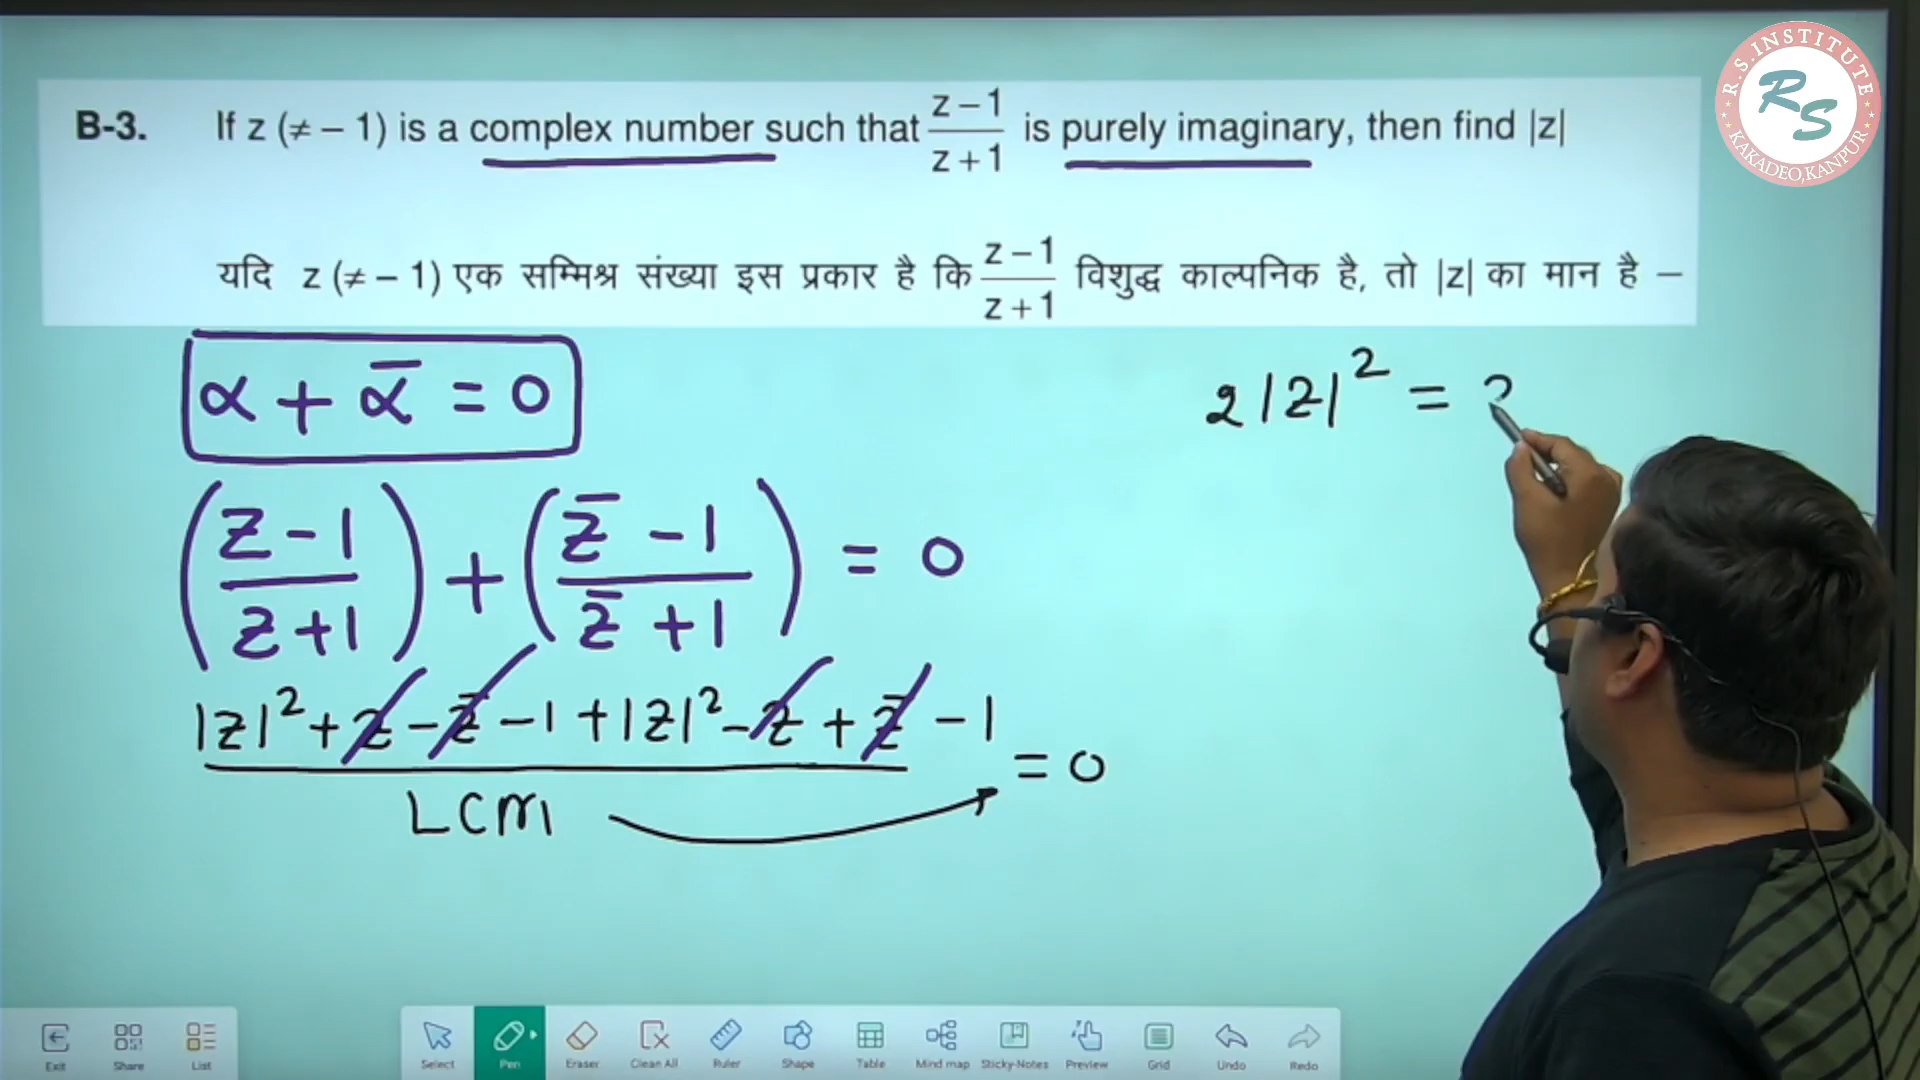 R.S. INSTITUTE
RS
KAKADEO, KANPUR
B-3. If z (≠ – 1) is a complex number such that (z – 1)/(z + 1) is purely imaginary, then find |z|
यदि z (≠ – 1) एक सम्मिश्र संख्या इस प्रकार है कि (z – 1)/(z + 1) विशुद्ध काल्पनिक है, तो |z| का मान है –
α + ᾱ = 0
2|z|² =
((z – 1)/(z + 1)) + ((z̄ – 1)/(z̄ + 1)) = 0
|z|² + z – z̄ – 1 + |z|² – z + z̄ – 1
= 0
LCM
Exit Share List Select Pen Eraser Clean All Ruler Shape Table Mind map Sticky-Notes Preview Grid Undo Redo